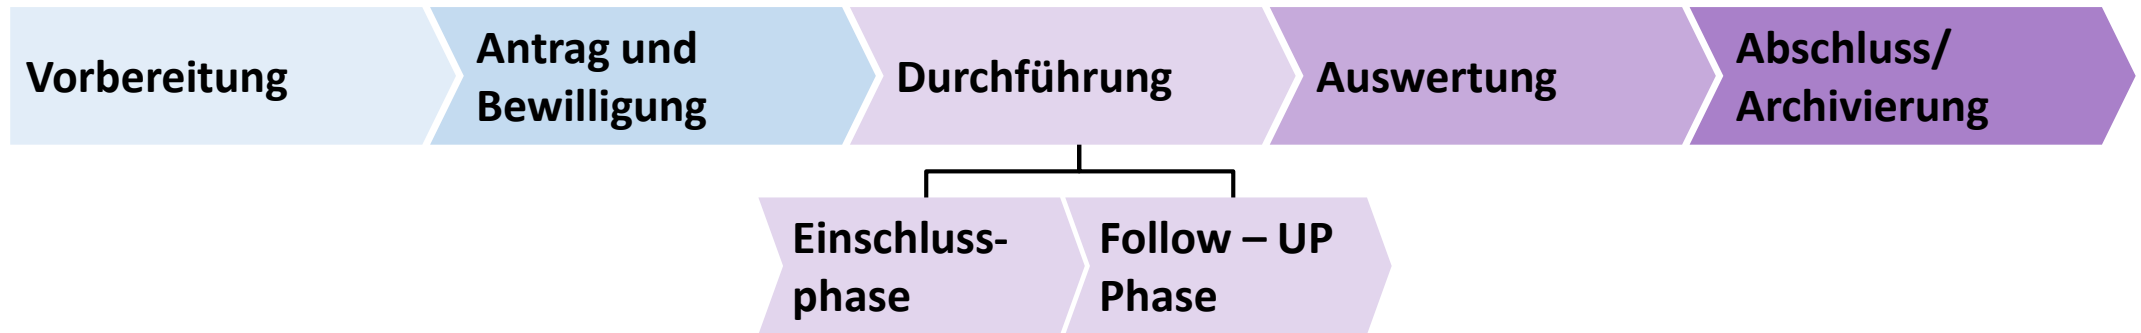 Vorbereitung
Antrag und
Bewilligung
Durchführung
Auswertung
Abschluss/
Archivierung
Einschluss-
phase
Follow – UP
Phase